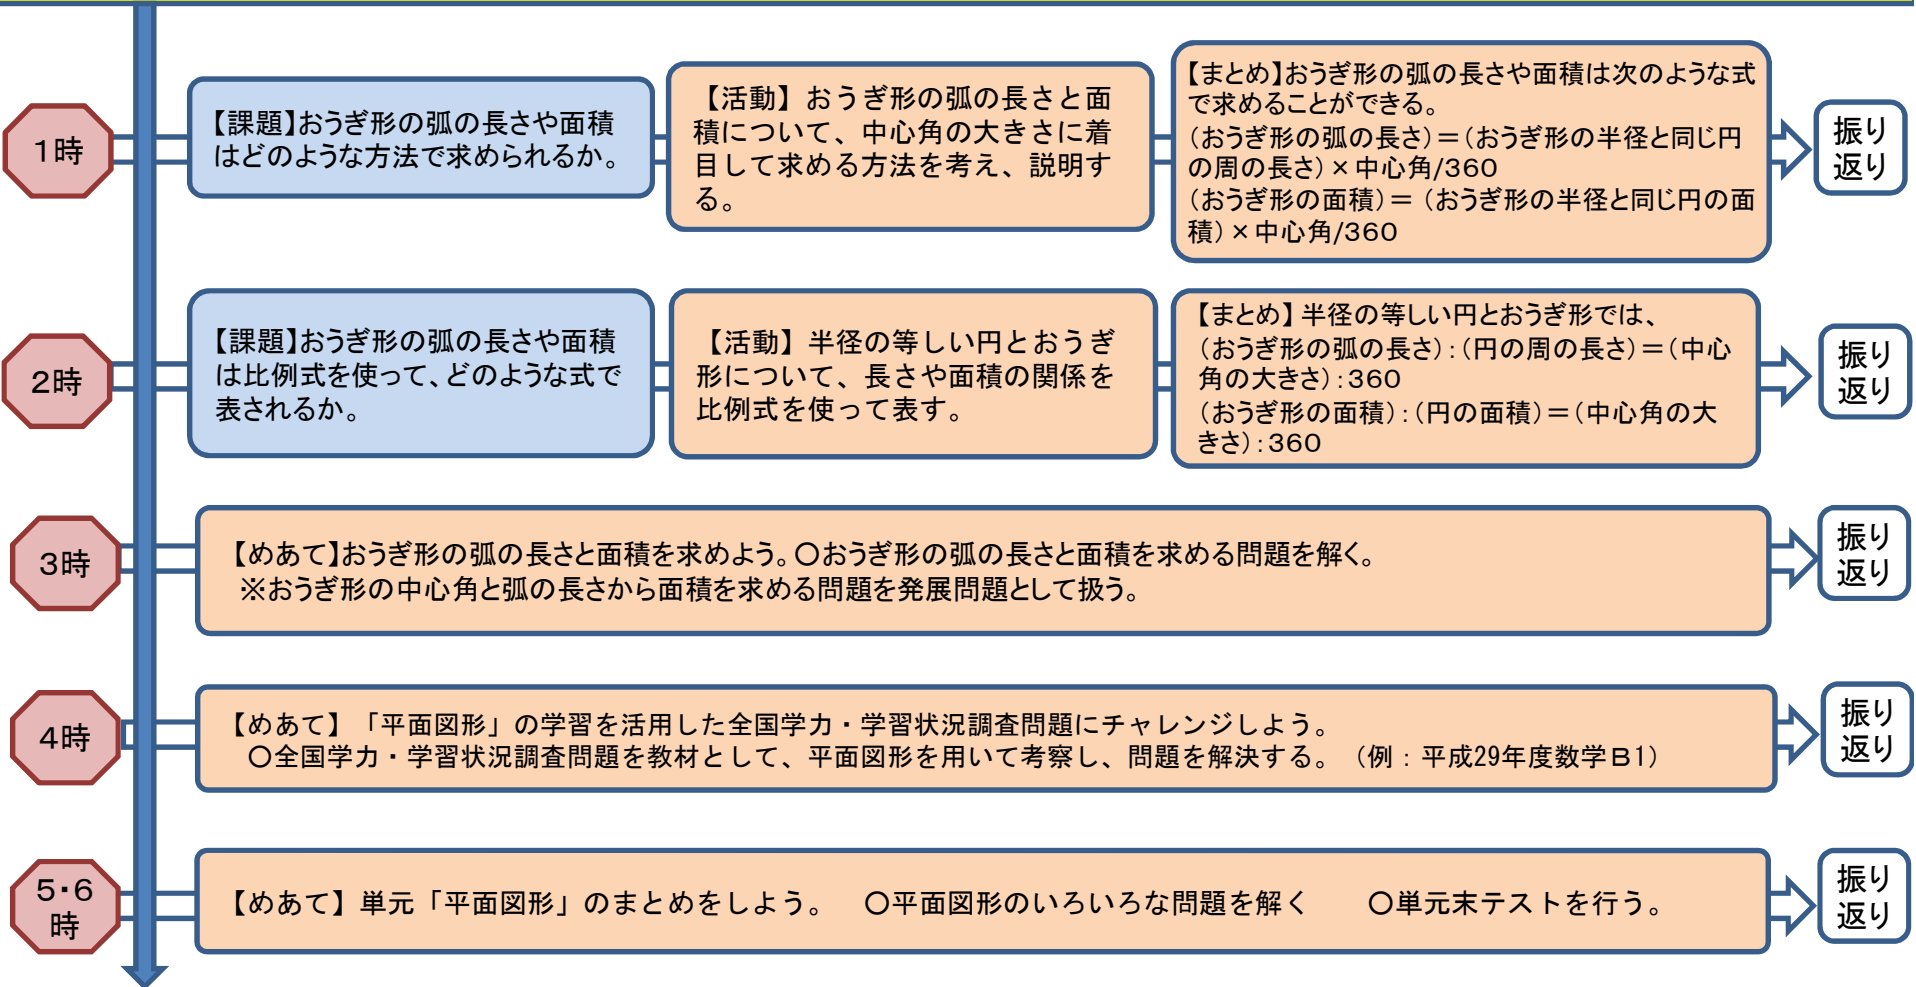 1時
【課題】おうぎ形の弧の長さや面積
はどのような方法で求められるか。
【活動】おうぎ形の弧の長さと面
積について、中心角の大きさに着
目して求める方法を考え、説明す
る。
【まとめ】おうぎ形の弧の長さや面積は次のような式
で求めることができる。
(おうぎ形の弧の長さ)＝(おうぎ形の半径と同じ円
の周の長さ)×中心角/360
(おうぎ形の面積)＝(おうぎ形の半径と同じ円の面
積)×中心角/360
振り
返り
2時
【課題】おうぎ形の弧の長さや面積
は比例式を使って、どのような式で
表されるか。
【活動】半径の等しい円とおうぎ
形について、長さや面積の関係を
比例式を使って表す。
【まとめ】半径の等しい円とおうぎ形では、
(おうぎ形の弧の長さ)：(円の周の長さ)＝(中心
角の大きさ)：360
(おうぎ形の面積)：(円の面積)＝(中心角の大
きさ)：360
振り
返り
3時
【めあて】おうぎ形の弧の長さと面積を求めよう。〇おうぎ形の弧の長さと面積を求める問題を解く。
※おうぎ形の中心角と弧の長さから面積を求める問題を発展問題として扱う。
振り
返り
4時
【めあて】「平面図形」の学習を活用した全国学力・学習状況調査問題にチャレンジしよう。
〇全国学力・学習状況調査問題を教材として、平面図形を用いて考察し、問題を解決する。（例：平成29年度数学B1）
振り
返り
5・6
時
【めあて】単元「平面図形」のまとめをしよう。　〇平面図形のいろいろな問題を解く　　〇単元末テストを行う。
振り
返り